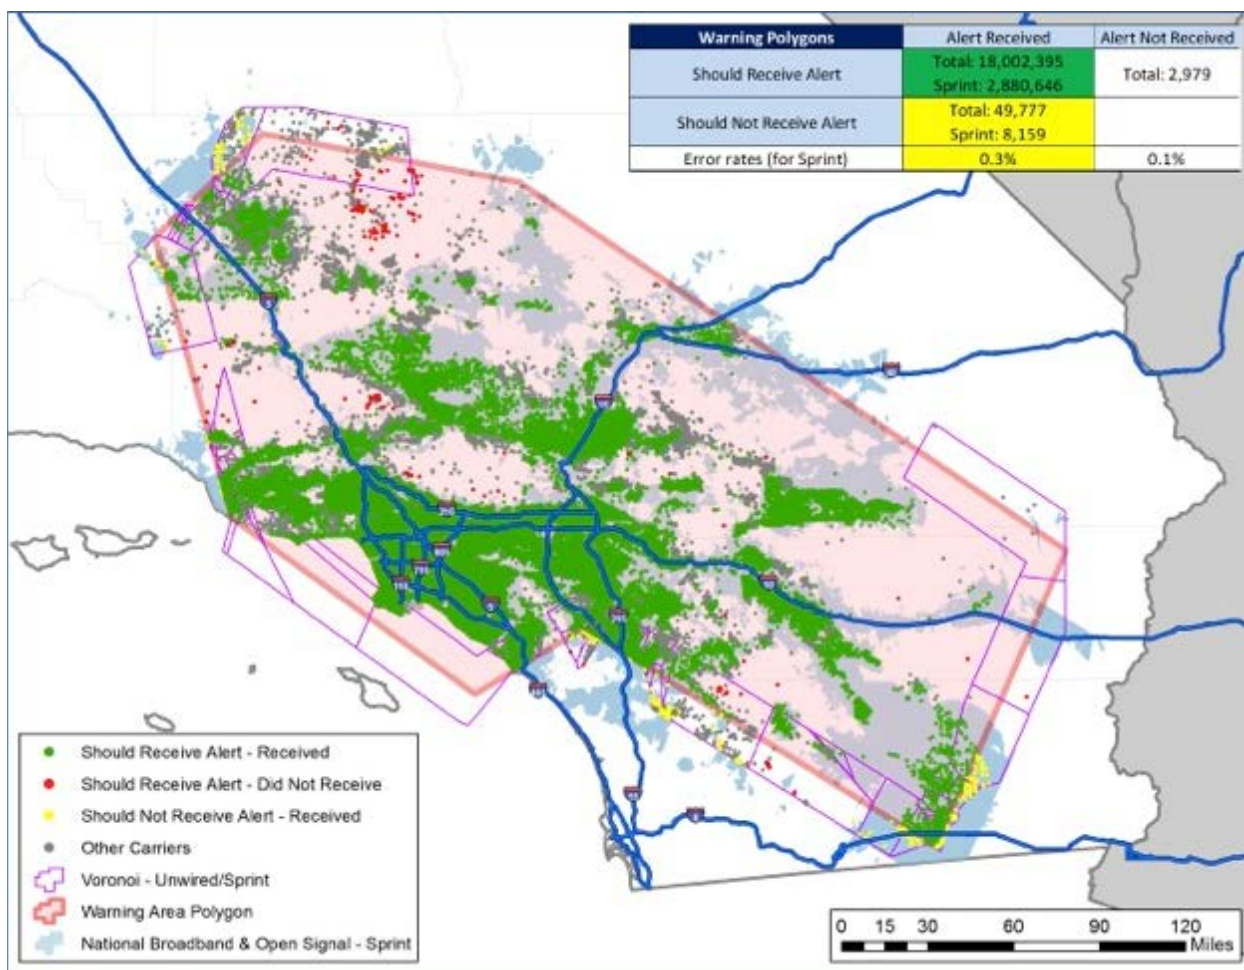 Warning Polygons Alert Received Alert Not Received
Should Receive Alert Total: 18,002,395 Total: 2,979
Sprint: 2,880,646
Should Not Receive Alert Total: 49,777
Sprint: 8,159
Error rates (for Sprint) 0.3% 0.1%
5
Should Receive Alert - Received
Should Receive Alert - Did Not Receive
Should Not Receive Alert - Received
Other Carriers
Voronoi - Unwired/Sprint
Warning Area Polygon
National Broadband & Open Signal - Sprint
0 15 30 60 90 120
Miles